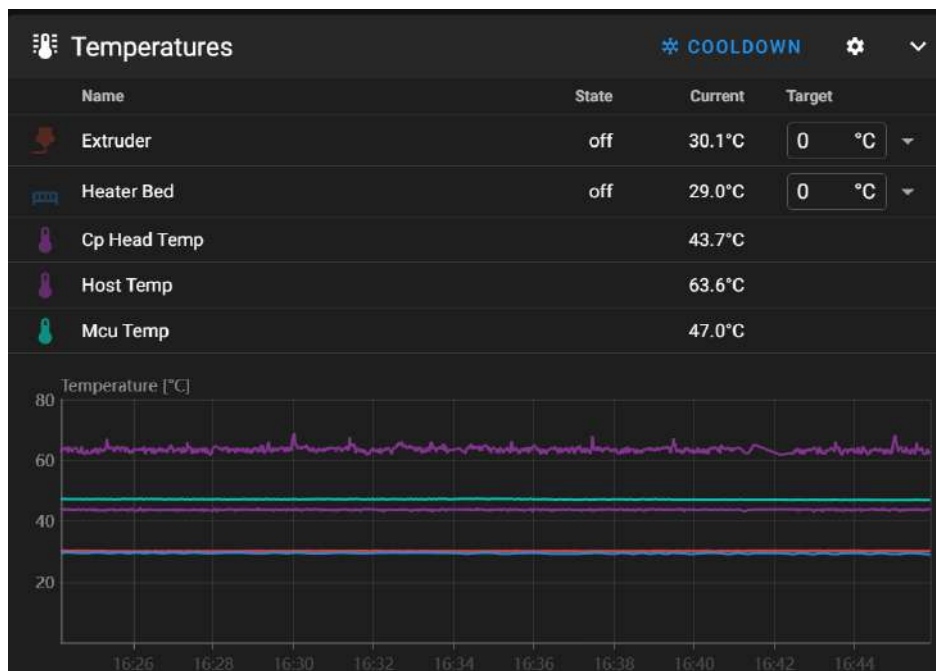 Temperatures COOLDOWN
Name State Current Target
Extruder off 30.1°C 0 °C
Heater Bed off 29.0°C 0 °C
Cp Head Temp 43.7°C
Host Temp 63.6°C
Mcu Temp 47.0°C
Temperature [°C]
80
60
40
20
16:26 16:28 16:30 16:32 16:34 16:36 16:38 16:40 16:42 16:44